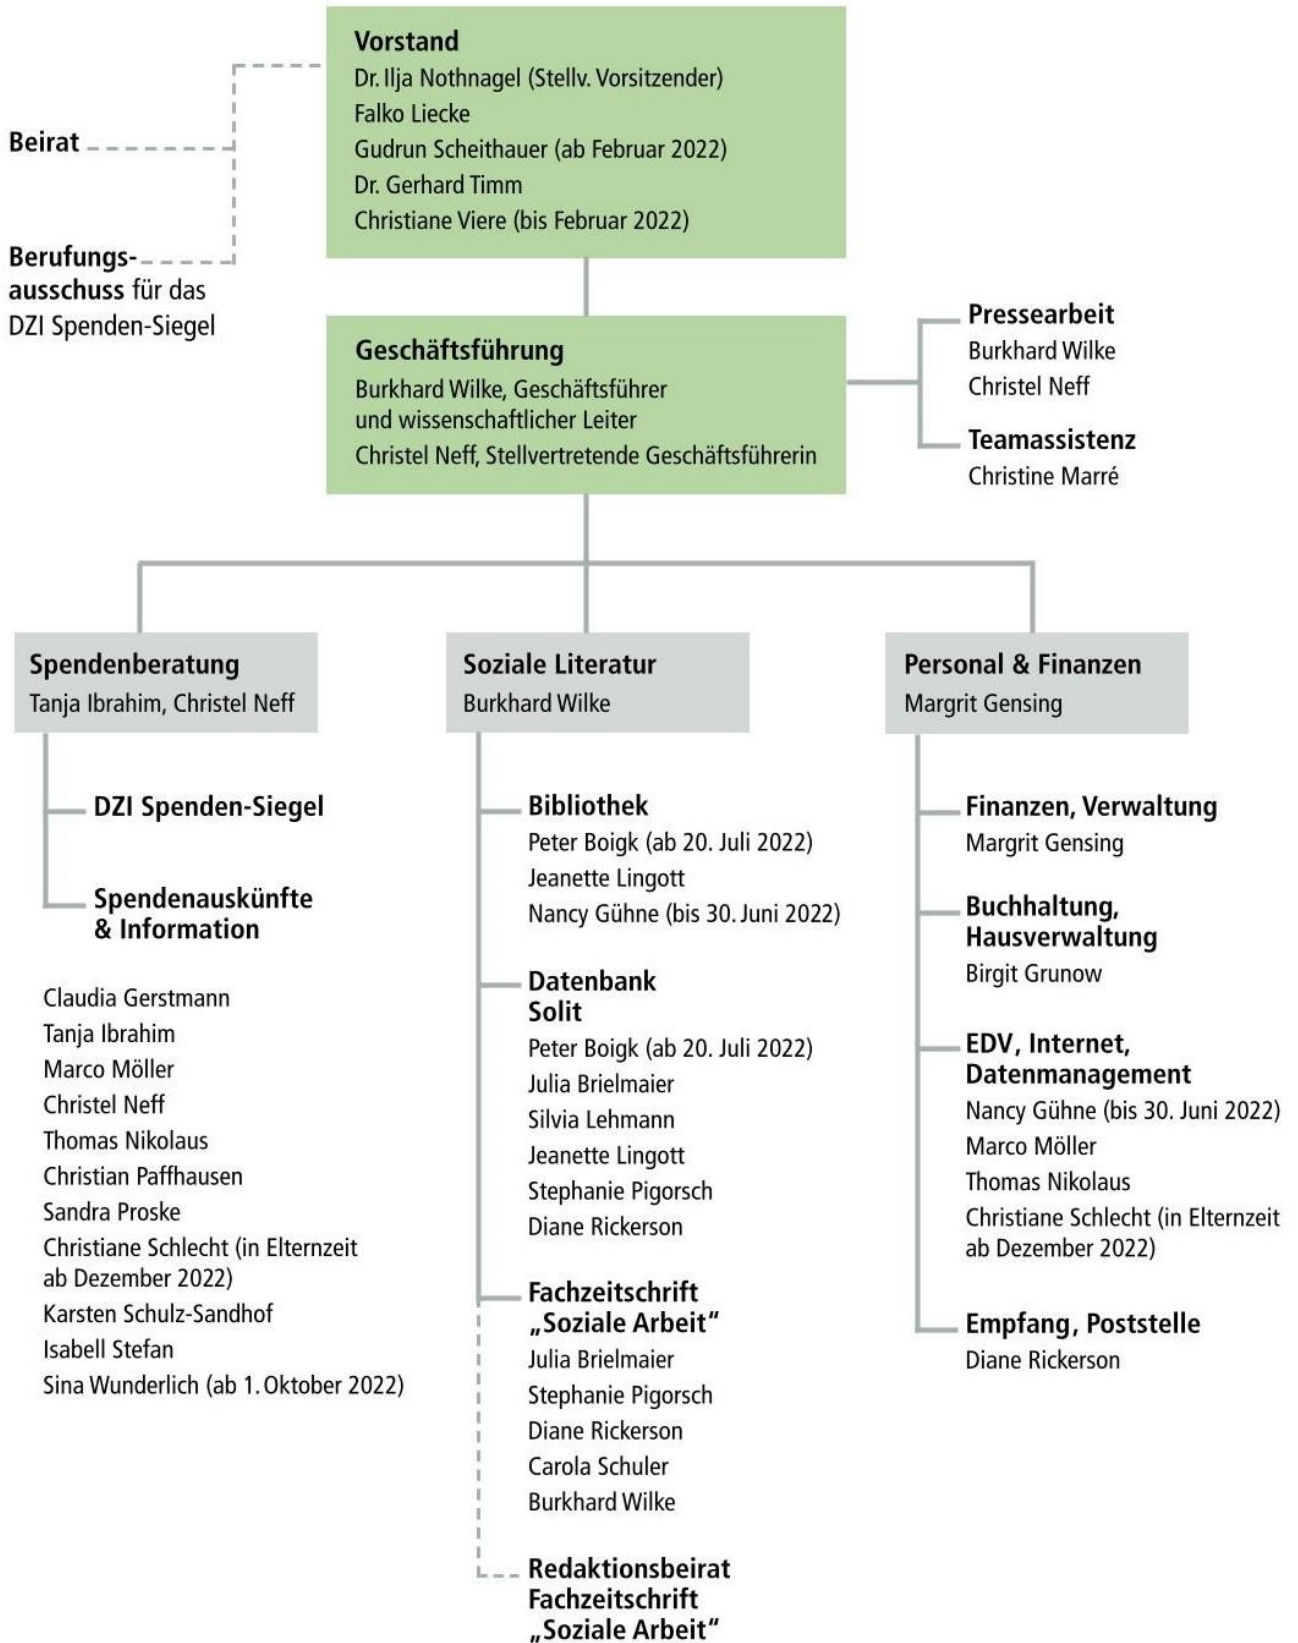 Vorstand
Dr. Ilja Nothnagel (Stellv. Vorsitzender)
Falko Liecke
Gudrun Scheithauer (ab Februar 2022)
Dr. Gerhard Timm
Christiane Viere (bis Februar 2022)
Beirat
Berufungs-
ausschuss für das
DZI Spenden-Siegel
Geschäftsführung
Burkhard Wilke, Geschäftsführer
und wissenschaftlicher Leiter
Christel Neff, Stellvertretende Geschäftsführerin
Pressearbeit
Burkhard Wilke
Christel Neff
Teamassistenz
Christine Marré
Spendenberatung
Tanja Ibrahim, Christel Neff
DZI Spenden-Siegel
Spendenauskünfte
& Information
Claudia Gerstmann
Tanja Ibrahim
Marco Möller
Christel Neff
Thomas Nikolaus
Christian Paffhausen
Sandra Proske
Christiane Schlecht (in Elternzeit
ab Dezember 2022)
Karsten Schulz-Sandhof
Isabell Stefan
Sina Wunderlich (ab 1. Oktober 2022)
Soziale Literatur
Burkhard Wilke
Bibliothek
Peter Boigk (ab 20. Juli 2022)
Jeanette Lingott
Nancy Gühne (bis 30. Juni 2022)
Datenbank
Solit
Peter Boigk (ab 20. Juli 2022)
Julia Brielmaier
Silvia Lehmann
Jeanette Lingott
Stephanie Pigorsch
Diane Rickerson
Fachzeitschrift
„Soziale Arbeit“
Julia Brielmaier
Stephanie Pigorsch
Diane Rickerson
Carola Schuler
Burkhard Wilke
Redaktionsbeirat
Fachzeitschrift
„Soziale Arbeit“
Personal & Finanzen
Margrit Gensing
Finanzen, Verwaltung
Margrit Gensing
Buchhaltung,
Hausverwaltung
Birgit Grunow
EDV, Internet,
Datenmanagement
Nancy Gühne (bis 30. Juni 2022)
Marco Möller
Thomas Nikolaus
Christiane Schlecht (in Elternzeit
ab Dezember 2022)
Empfang, Poststelle
Diane Rickerson